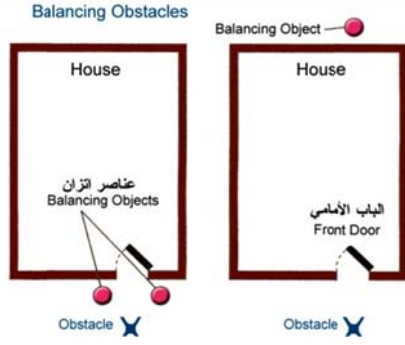 Balancing Obstacles
Balancing Object
House
House
عناصر اتزان
Balancing Objects
الباب الأمامي
Front Door
Obstacle
Obstacle